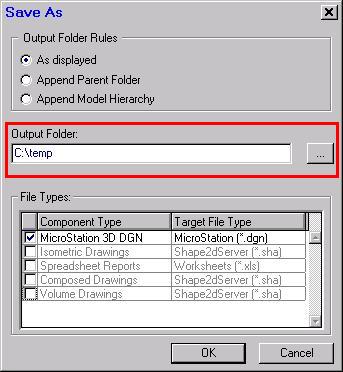 Save As
Output Folder Rules
As displayed
Append Parent Folder
Append Model Hierarchy
Output Folder:
C:\temp
...
File Types:
Component Type Target File Type
MicroStation 3D DGN MicroStation (*.dgn)
Isometric Drawings Shape2dServer (*.sha)
Spreadsheet Reports Worksheets (*.xls)
Composed Drawings Shape2dServer (*.sha)
Volume Drawings Shape2dServer (*.sha)
OK Cancel